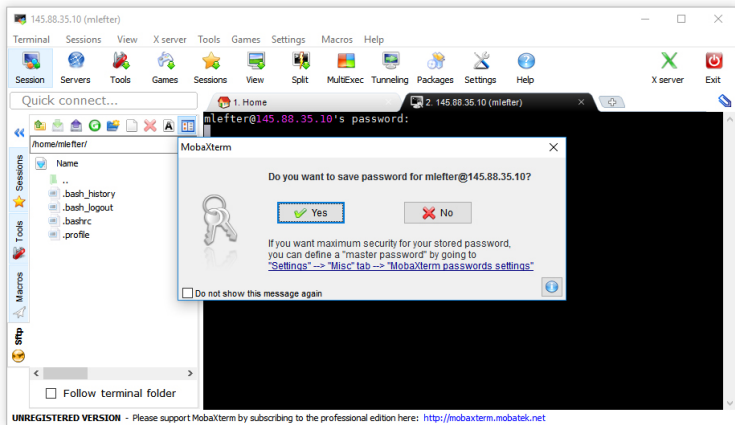 145.88.35.10 (mlefter)
Terminal Sessions View X server Tools Games Settings Macros Help
Session Servers Tools Games Sessions View Split MultiExec Tunneling Packages Settings Help X server Exit
Quick connect...
1. Home
2. 145.88.35.10 (mlefter)
/home/mlefter/
Name
..
.bash_history
.bash_logout
.bashrc
.profile
Sessions
Tools
Macros
Sftp
Follow terminal folder
mlefter@145.88.35.10's password:
MobaXterm
Do you want to save password for mlefter@145.88.35.10?
Yes
No
If you want maximum security for your stored password,
you can define a "master password" by going to
"Settings" --> "Misc" tab --> "MobaXterm passwords settings"
Do not show this message again
UNREGISTERED VERSION - Please support MobaXterm by subscribing to the professional edition here: http://mobaxterm.mobatek.net